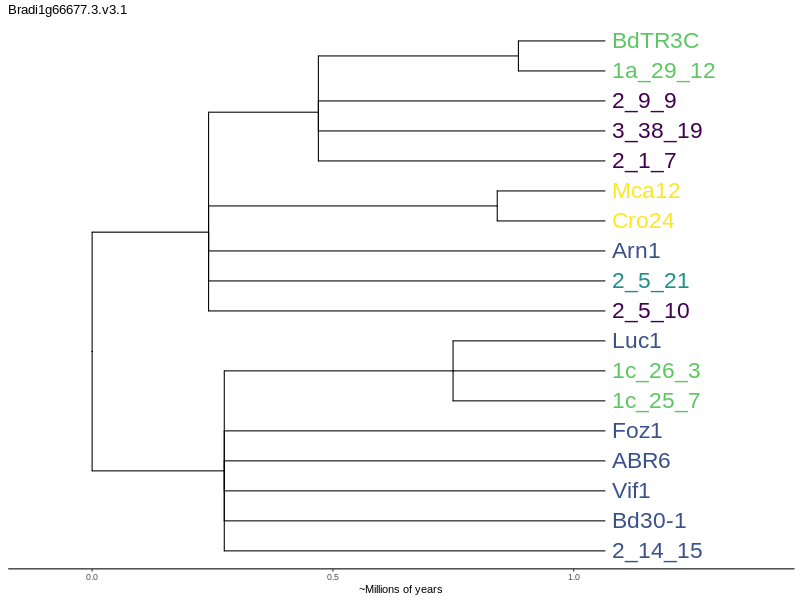 Bradi1g66677.3.v3.1
BdTR3C
1a_29_12
2_9_9
3_38_19
2_1_7
Mca12
Cro24
Arn1
2_5_21
2_5_10
Luc1
1c_26_3
1c_25_7
Foz1
ABR6
Vif1
Bd30-1
2_14_15
0.0 0.5 1.0
~Millions of years